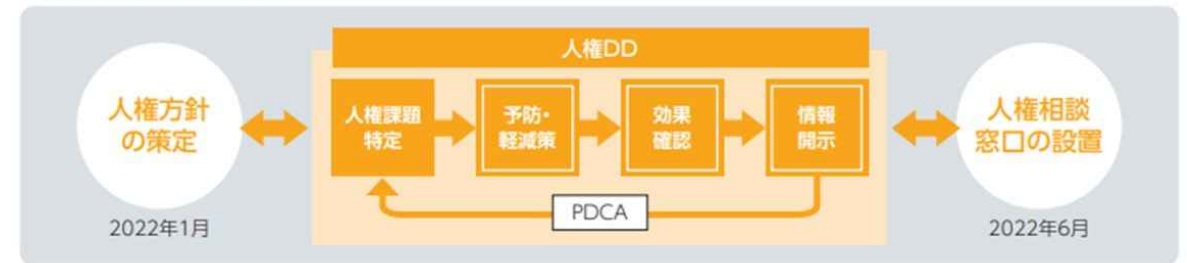 人権DD
人権方針
の策定
2022年1月
人権課題
特定
予防・
軽減策
効果
確認
情報
開示
PDCA
人権相談
窓口の設置
2022年6月